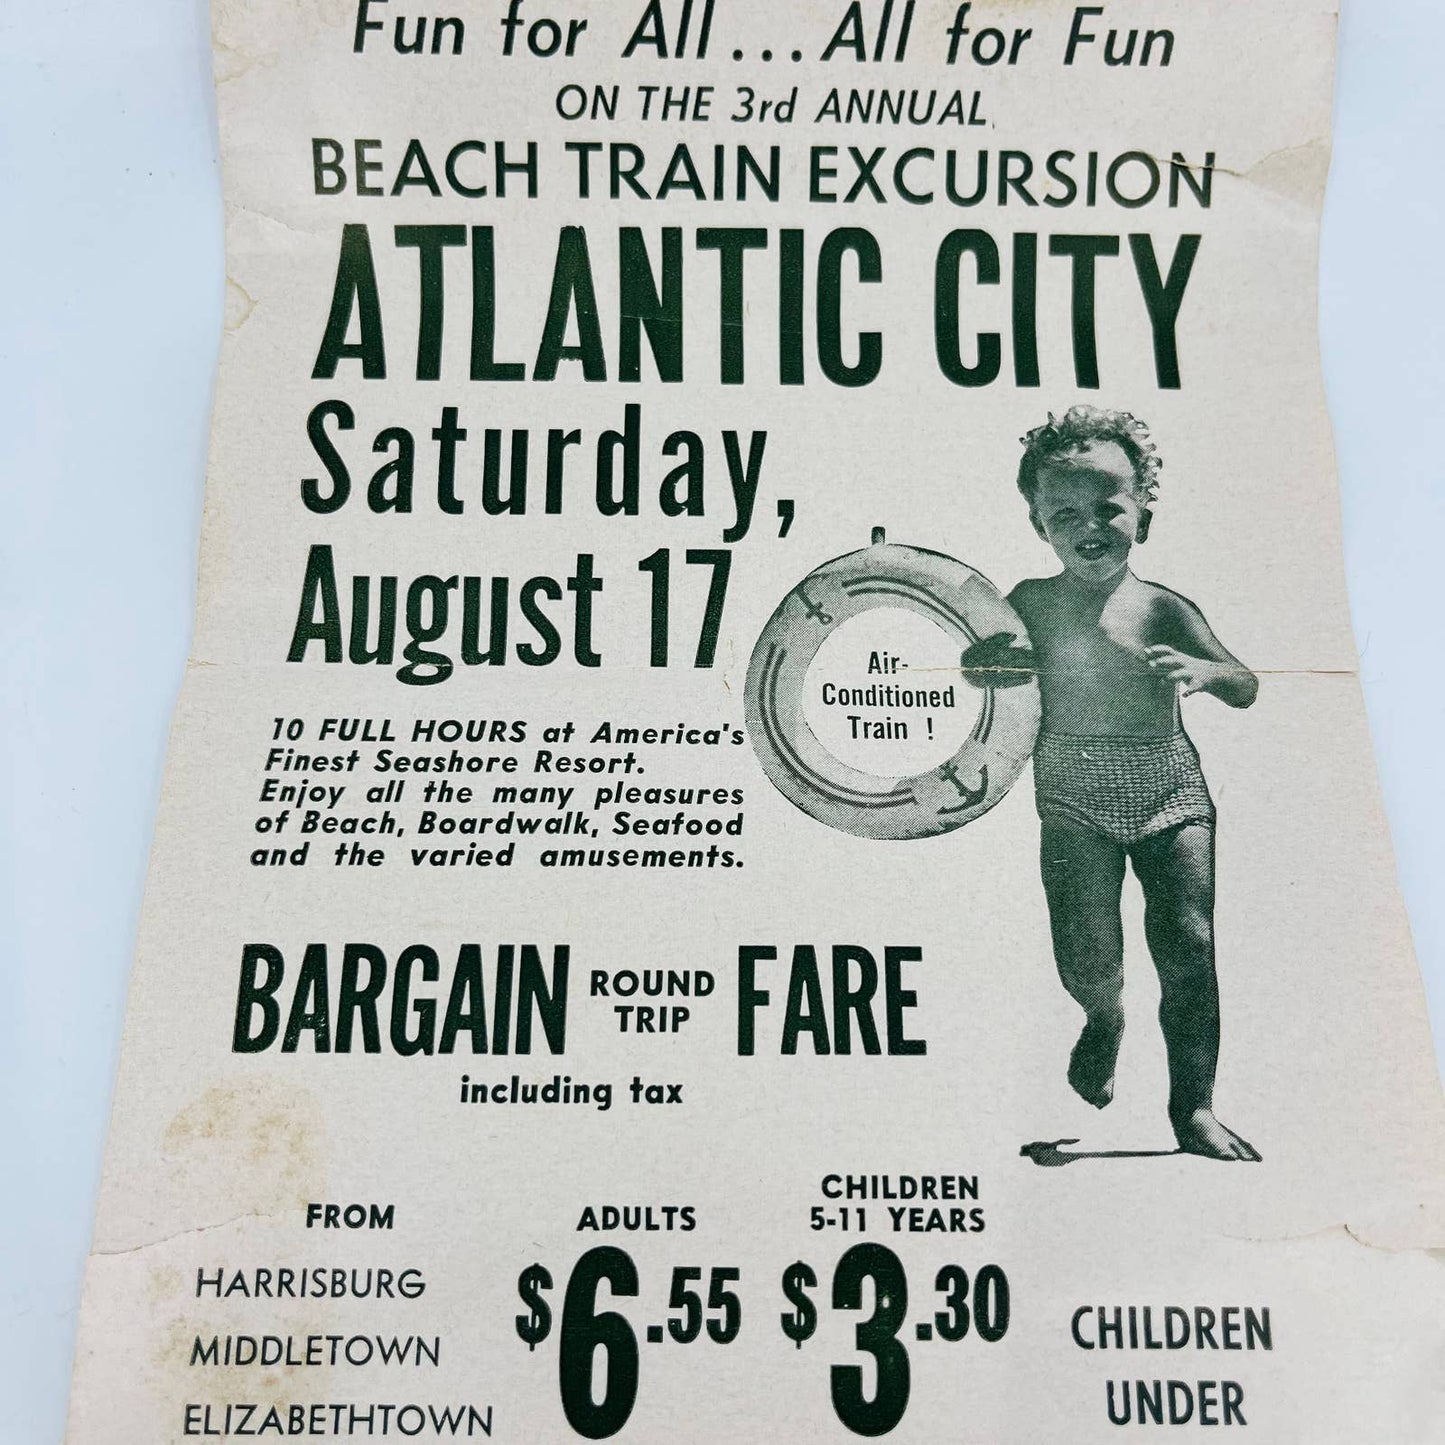 Fun for All . . . All for Fun
ON THE 3rd ANNUAL
BEACH TRAIN EXCURSION
ATLANTIC CITY
Saturday,
August 17
Air-
Conditioned
Train !
10 FULL HOURS at America's
Finest Seashore Resort.
Enjoy all the many pleasures
of Beach, Boardwalk, Seafood
and the varied amusements.
BARGAIN ROUND TRIP FARE
including tax
FROM ADULTS CHILDREN 5-11 YEARS
HARRISBURG
MIDDLETOWN
ELIZABETHTOWN
$6.55 $3.30
CHILDREN
UNDER